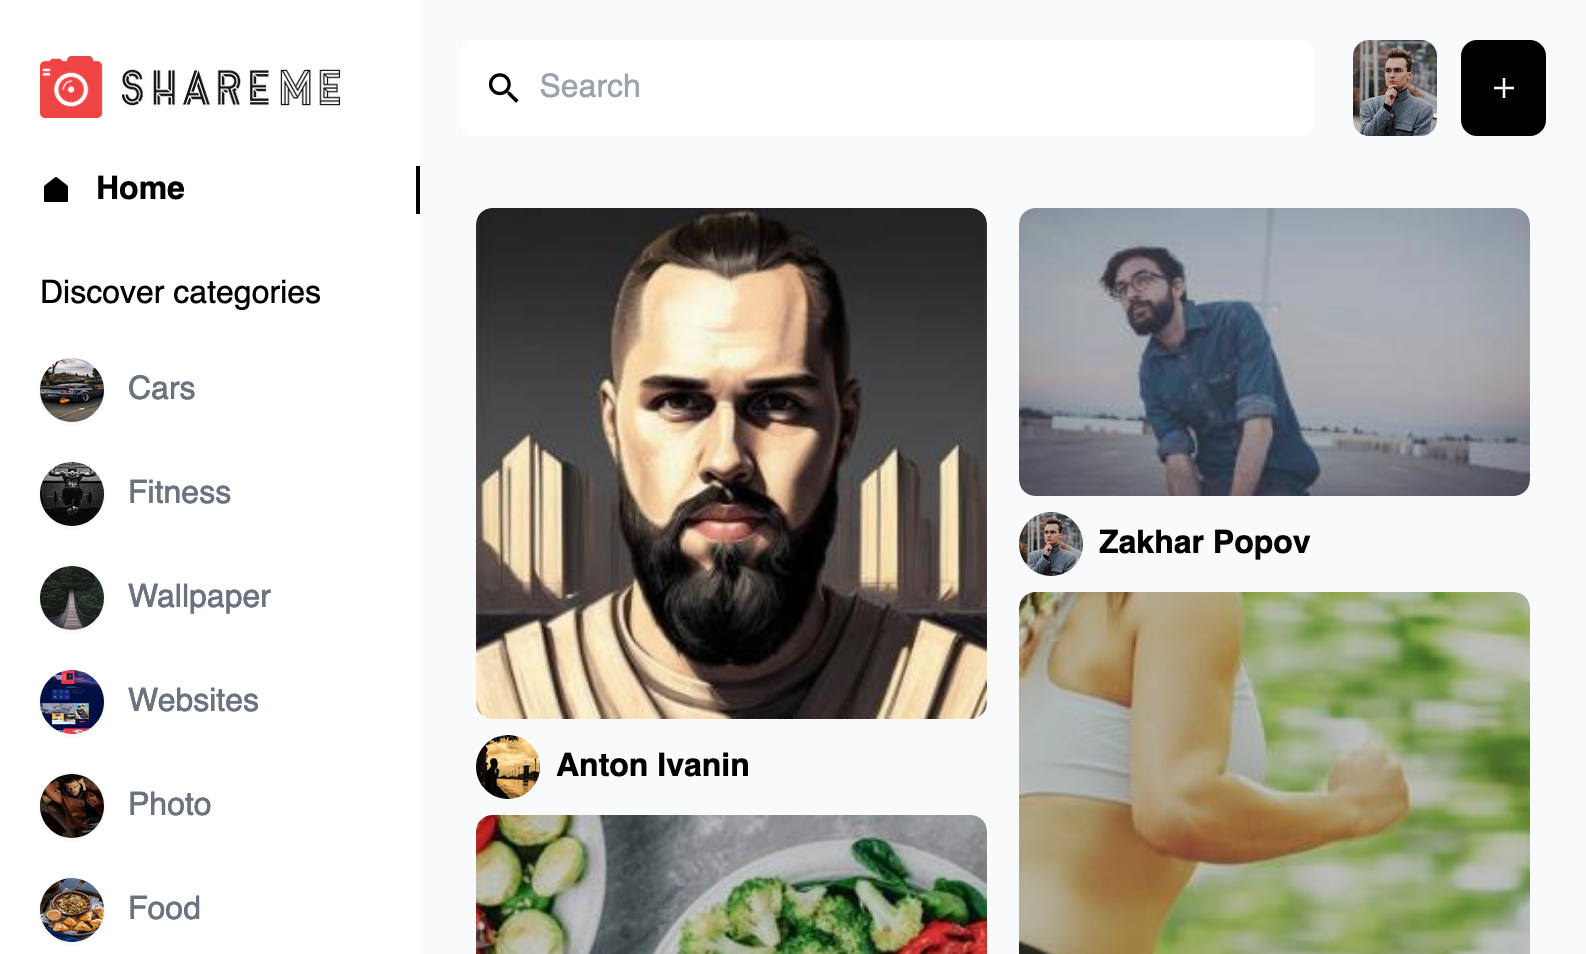 SHAREME
Search
+
Home
Discover categories
Cars
Fitness
Wallpaper
Websites
Photo
Food
Zakhar Popov
Anton Ivanin